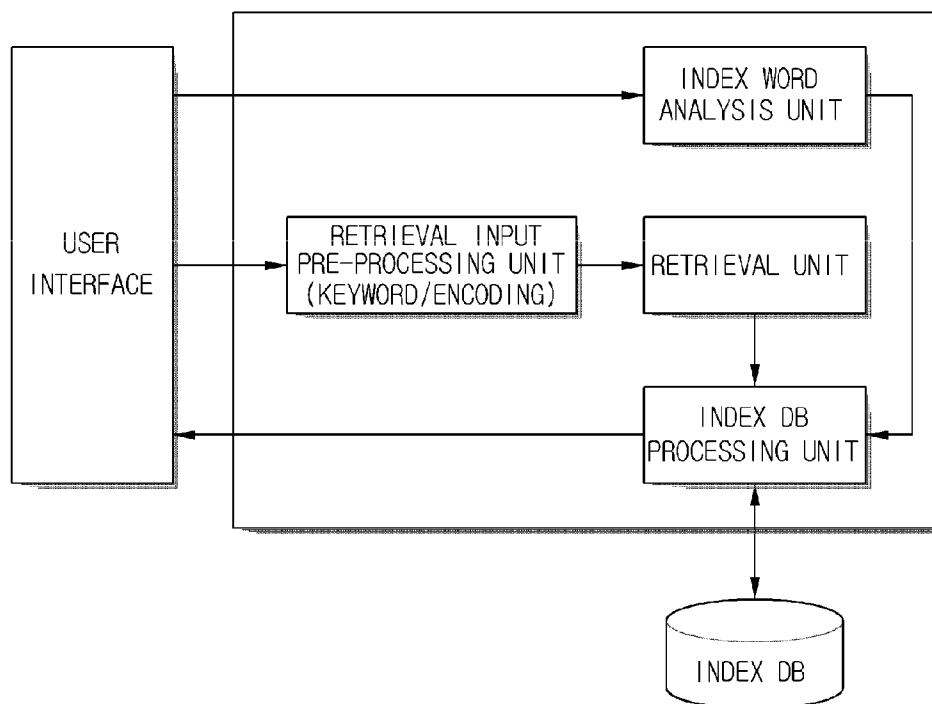 INDEX WORD
ANALYSIS UNIT
USER
INTERFACE
RETRIEVAL INPUT
PRE-PROCESSING UNIT
(KEYWORD/ENCODING)
RETRIEVAL UNIT
INDEX DB
PROCESSING UNIT
INDEX DB